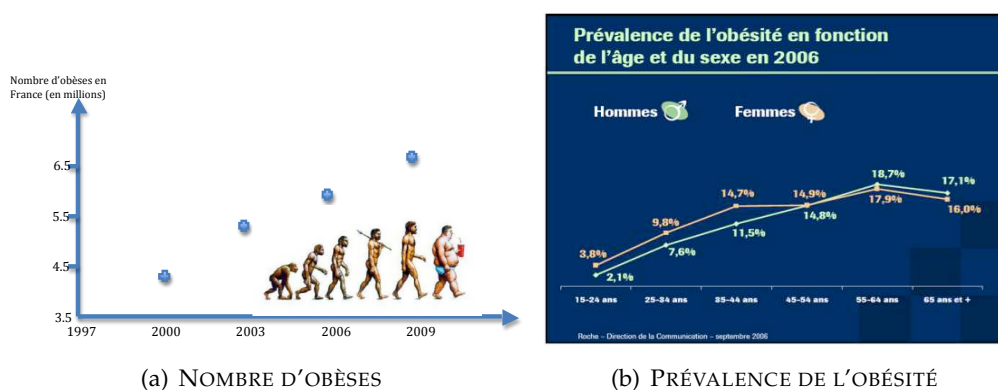 Nombre d'obèses en
France (en millions)
6.5
5.5
4.5
3.5
1997 2000 2003 2006 2009
(a) NOMBRE D'OBÈSES
Prévalence de l'obésité en fonction
de l'âge et du sexe en 2006
Hommes Femmes
18,7%
17,1%
14,7% 14,9%
17,9% 16,0%
9,8% 14,8%
11,5%
3,8% 7,6%
2,1%
15-24 ans 25-34 ans 35-44 ans 45-54 ans 55-64 ans 65 ans et +
Roche – Direction de la Communication – septembre 2006
(b) PRÉVALENCE DE L'OBÉSITÉ